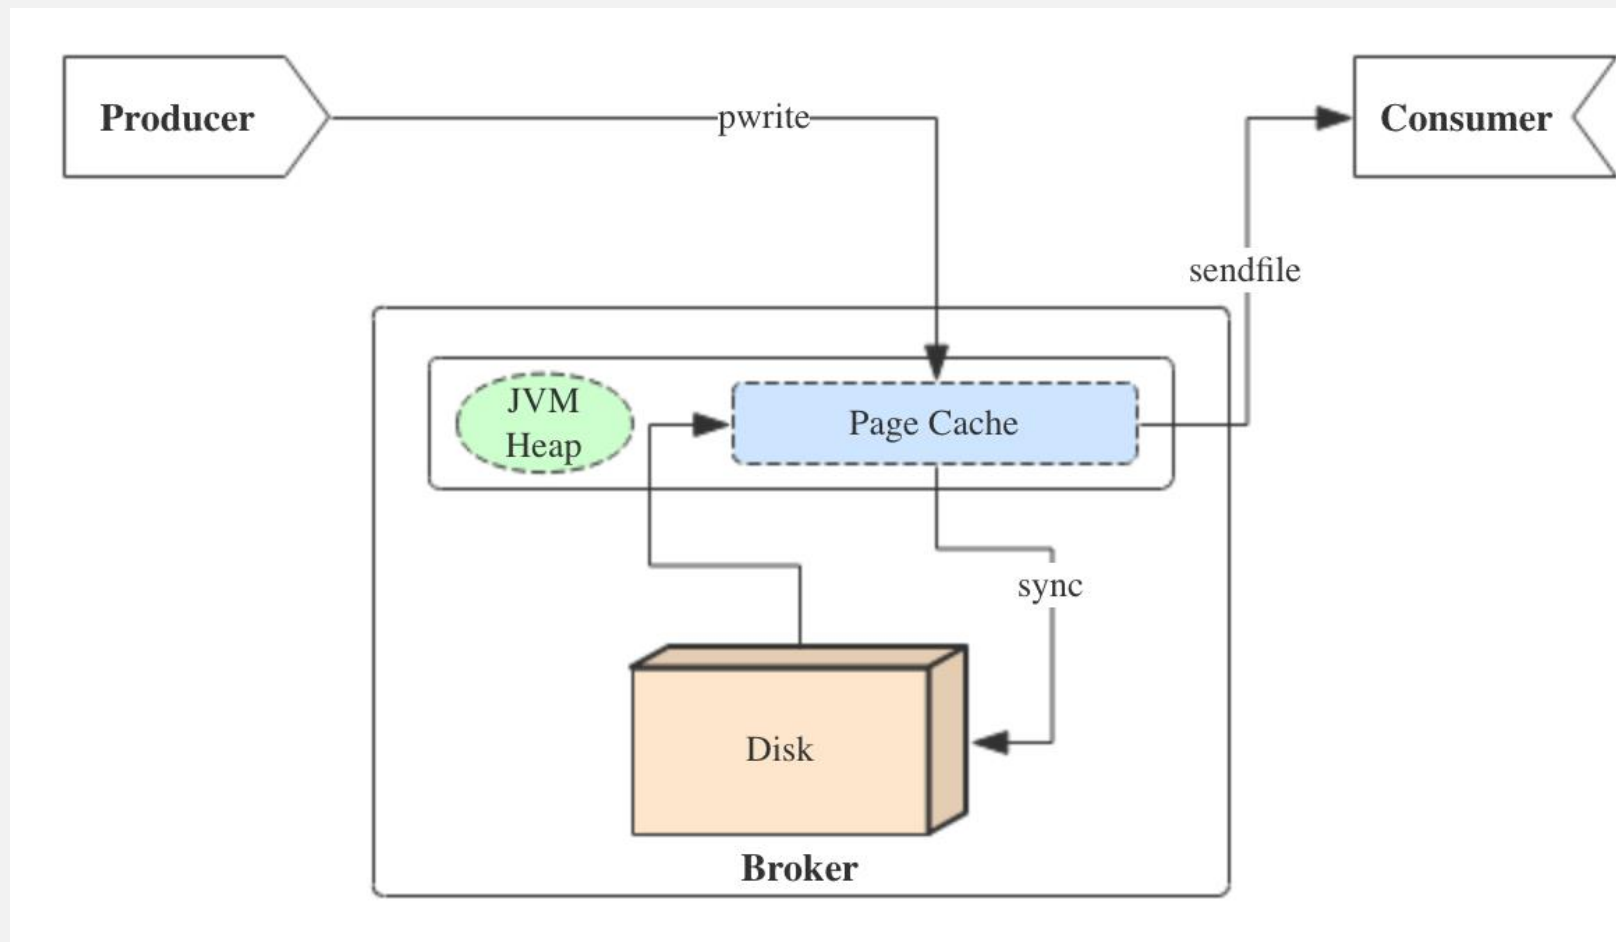 Producer
pwrite
Consumer
sendfile
JVM
Heap
Page Cache
sync
Disk
Broker